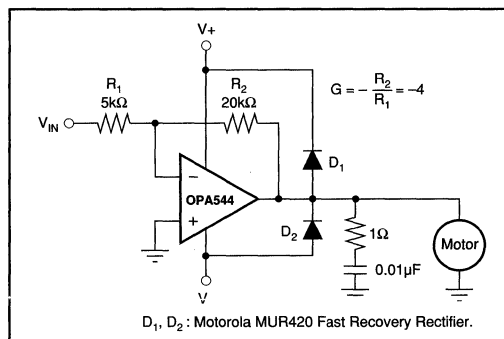 V+
R1
5kΩ
R2
20kΩ
G = − R2/R1 = −4
VIN
−
+
OPA544
D1
D2
1Ω
0.01µF
Motor
V
D1, D2 : Motorola MUR420 Fast Recovery Rectifier.